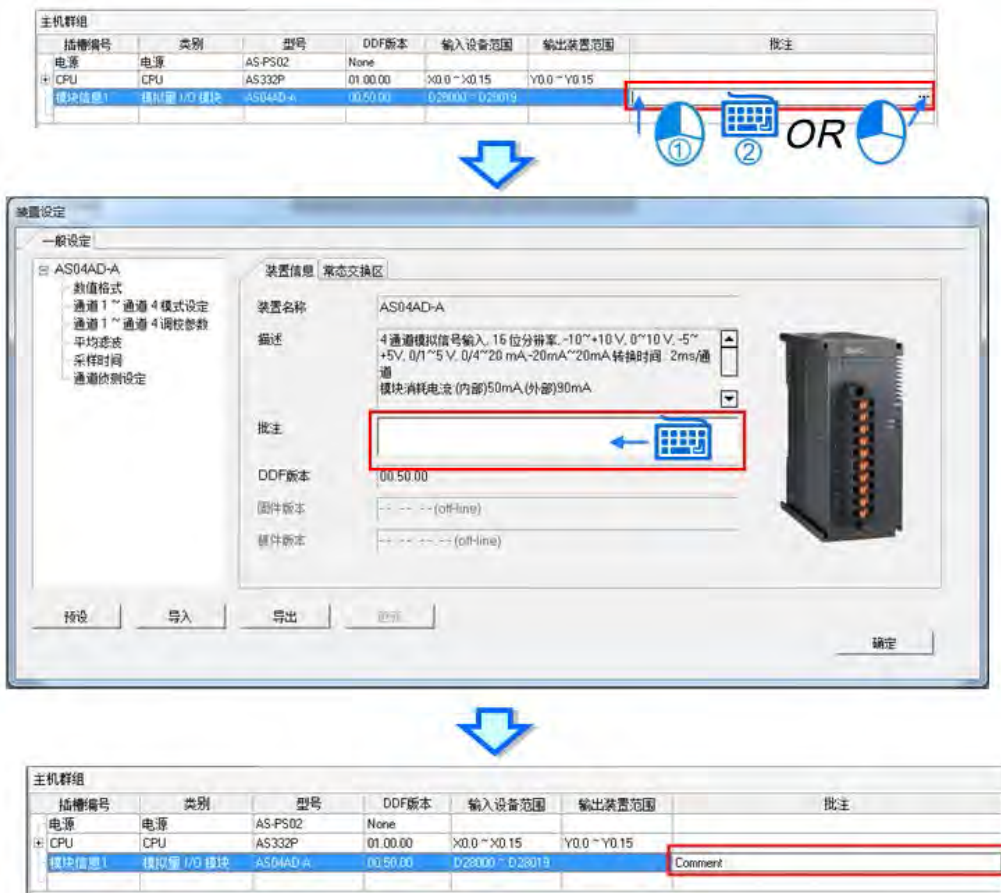 主机群组
插槽编号 类别 型号 DDF版本 输入设备范围 输出装置范围 批注
电源 电源 AS-PS02 None
CPU CPU AS332P 01.00.00 X0.0 ~ X0.15 Y0.0 ~ Y0.15
模块信息1 模拟量 I/O 模块 AS04AD-A 00.50.00 D28000 ~ D28019 ...
① ② OR
装置设定
一般设定
AS04AD-A
数值格式
通道 1 ~ 通道 4 模式设定
通道 1 ~ 通道 4 调校参数
平均滤波
采样时间
通道侦测设定
装置信息 常态交换区
装置名称 AS04AD-A
描述 4 通道模拟信号输入, 16 位分辨率, -10~+10 V, 0~10 V, -5~
+5V, 0/1~5 V, 0/4~20 mA,-20mA~20mA 转换时间 : 2ms/通
道
模块消耗电流 (内部)50mA,(外部)90mA
批注
DDF版本 00.50.00
固件版本 -- -- -- --(off-line)
硬件版本 -- -- -- -- (off-line)
预设 导入 导出
确定
主机群组
插槽编号 类别 型号 DDF版本 输入设备范围 输出装置范围 批注
电源 电源 AS-PS02 None
CPU CPU AS332P 01.00.00 X0.0 ~ X0.15 Y0.0 ~ Y0.15
模块信息1 模拟量 I/O 模块 AS04AD-A 00.50.00 D28000 ~ D28019 Comment